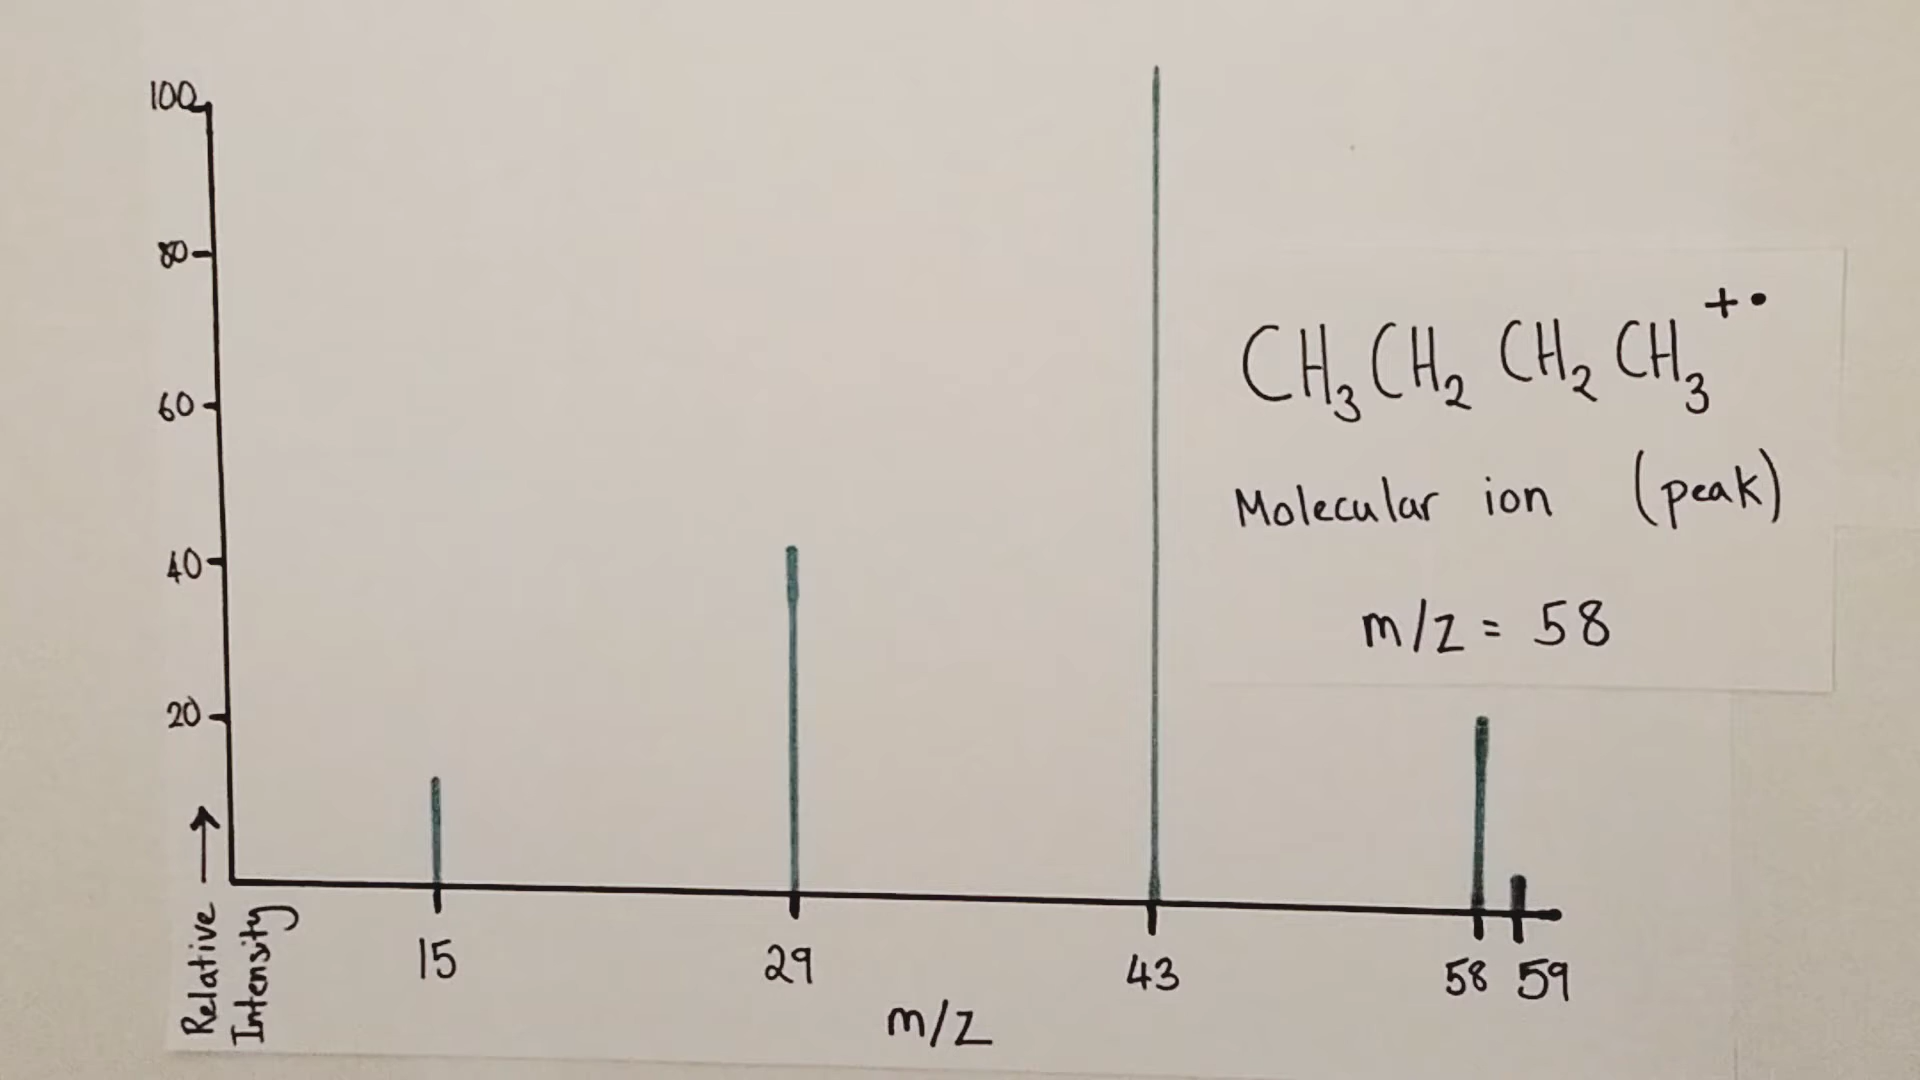 100
80
60
40
20
Relative
Intensity
CH₃CH₂CH₂CH₃⁺•
Molecular ion (peak)
m/z = 58
15 29 43 58 59
m/z